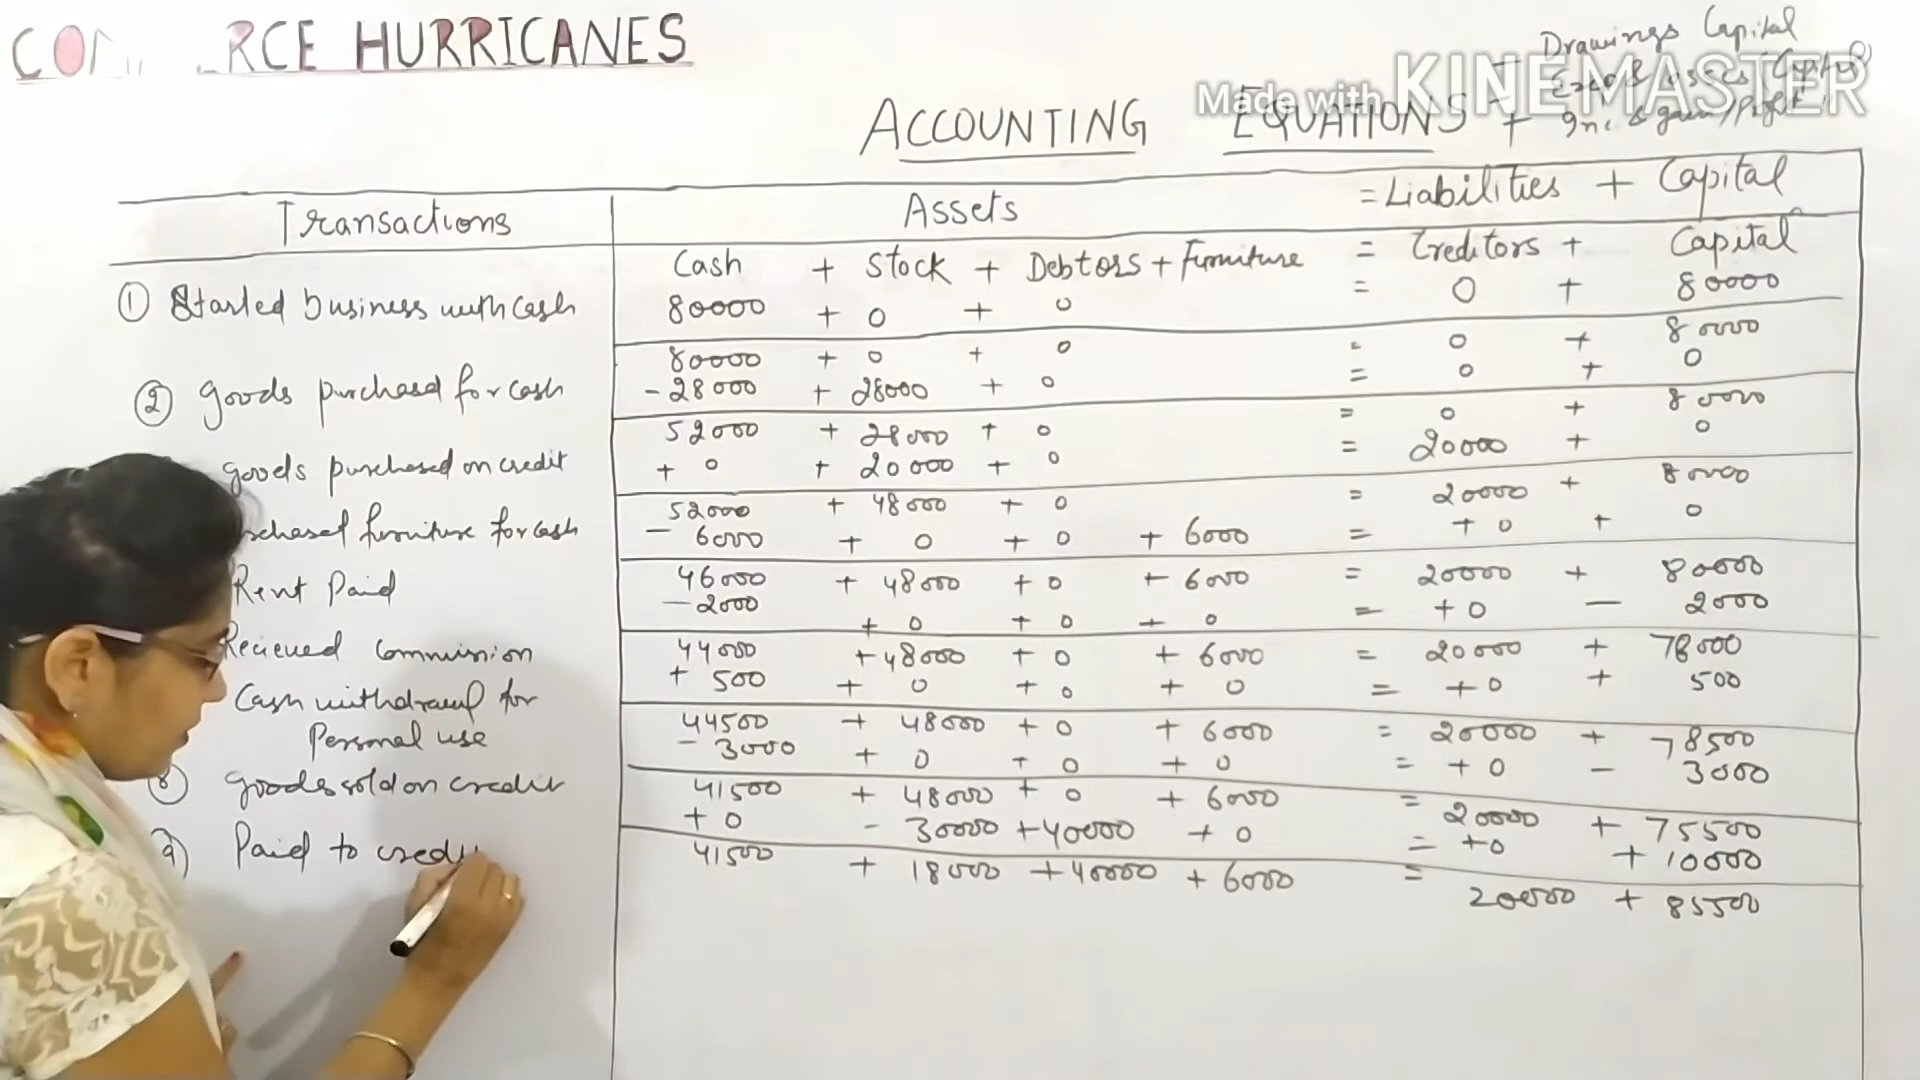 COM RCE HURRICANES
Drawings Capital
Made with KINEMASTER
ACCOUNTING EQUATIONS +
Transactions Assets = Liabilities + Capital
Cash + Stock + Debtors + Furniture = Creditors + Capital
① Started business with cash 80000 + 0 + 0 = 0 + 80000
80000 + 0 + 0 = 0 + 80000
② Goods purchased for cash - 28000 + 28000 + 0 = 0 + 0
52000 + 28000 + 0 = 0 + 80000
goods purchased on credit + 0 + 20000 + 0 = 20000 + 0
52000 + 48000 + 0 = 20000 + 80000
rchased furniture for cash - 6000 + 0 + 0 + 6000 = + 0 + 0
46000 + 48000 + 0 + 6000 = 20000 + 80000
Rent Paid - 2000 + 0 + 0 + 0 = + 0 - 2000
44000 + 48000 + 0 + 6000 = 20000 + 78000
Recieved commission + 500 + 0 + 0 + 0 = + 0 + 500
Cash withdrawl for
44500 + 48000 + 0 + 6000 = 20000 + 78500
Personal use - 3000 + 0 + 0 + 0 = + 0 - 3000
41500 + 48000 + 0 + 6000 = 20000 + 75500
⑧ goods sold on credit + 0 - 30000 + 40000 + 0 = + 0 + 10000
⑨ Paid to credi 41500 + 18000 + 40000 + 6000 = 20000 + 85500